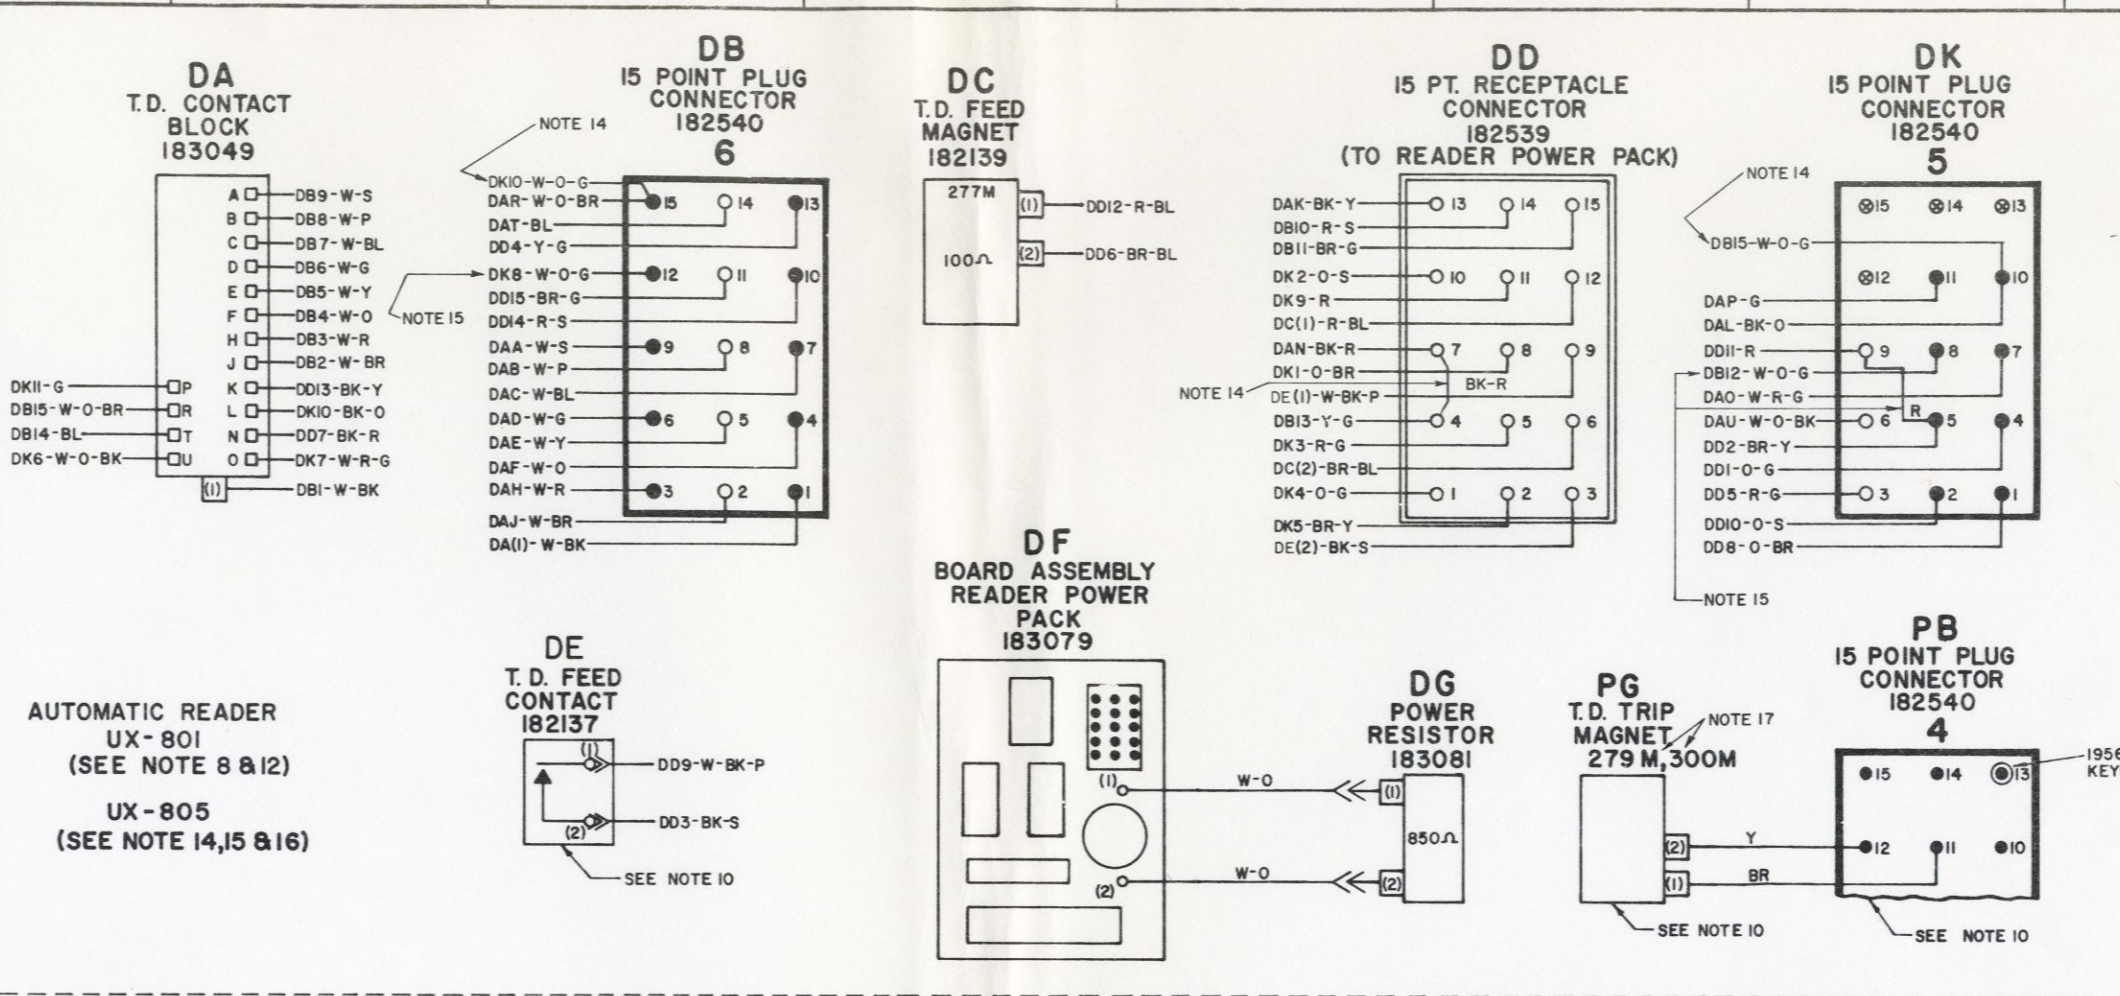 DA
T.D. CONTACT
BLOCK
183049
A DB9-W-S
B DB8-W-P
C DB7-W-BL
D DB6-W-G
E DB5-W-Y
F DB4-W-O
H DB3-W-R
J DB2-W-BR
DK11-G P K DD13-BK-Y
DB15-W-O-BR R L DK10-BK-O
DB14-BL T N DD7-BK-R
DK6-W-O-BK U O DK7-W-R-G
(1) DB1-W-BK
DB
15 POINT PLUG
CONNECTOR
182540
6
NOTE 14
DK10-W-O-G
DAR-W-O-BR 15 14 13
DAT-BL
DD4-Y-G
DK8-W-O-G 12 11 10
DD15-BR-G
NOTE 15
DD14-R-S
DAA-W-S 9 8 7
DAB-W-P
DAC-W-BL
DAD-W-G 6 5 4
DAE-W-Y
DAF-W-O
DAH-W-R 3 2 1
DAJ-W-BR
DA(1)-W-BK
DC
T.D. FEED
MAGNET
182139
277M
100Ω
(1) DD12-R-BL
(2) DD6-BR-BL
DD
15 PT. RECEPTACLE
CONNECTOR
182539
(TO READER POWER PACK)
DAK-BK-Y 13 14 15
DB10-R-S
DB11-BR-G
DK2-O-S 10 11 12
DK9-R
DC(1)-R-BL
DAN-BK-R 7 8 9
DK1-O-BR
NOTE 14 BK-R
DE(1)-W-BK-P
DB13-Y-G 4 5 6
DK3-R-G
DC(2)-BR-BL
DK4-O-G 1 2 3
DK5-BR-Y
DE(2)-BK-S
DK
15 POINT PLUG
CONNECTOR
182540
5
NOTE 14
15 14 13
DB15-W-O-G
12 11 10
DAP-G
DAL-BK-O
DD11-R 9 8 7
DB12-W-O-G
DAO-W-R-G
R
DAU-W-O-BK 6 5 4
DD2-BR-Y
DD1-O-G
DD5-R-G 3 2 1
DD10-O-S
DD8-O-BR
NOTE 15
AUTOMATIC READER
UX-801
(SEE NOTE 8 & 12)
UX-805
(SEE NOTE 14,15 & 16)
DE
T.D. FEED
CONTACT
182137
(1) DD9-W-BK-P
(2) DD3-BK-S
SEE NOTE 10
DF
BOARD ASSEMBLY
READER POWER
PACK
183079
(1) W-O (1)
(2) W-O (2)
DG
POWER
RESISTOR
183081
850Ω
PG
T.D. TRIP
MAGNET
279M,300M
NOTE 17
(2) Y
(1) BR
SEE NOTE 10
PB
15 POINT PLUG
CONNECTOR
182540
4
15 14 13
1956
KEY
12 11 10
SEE NOTE 10